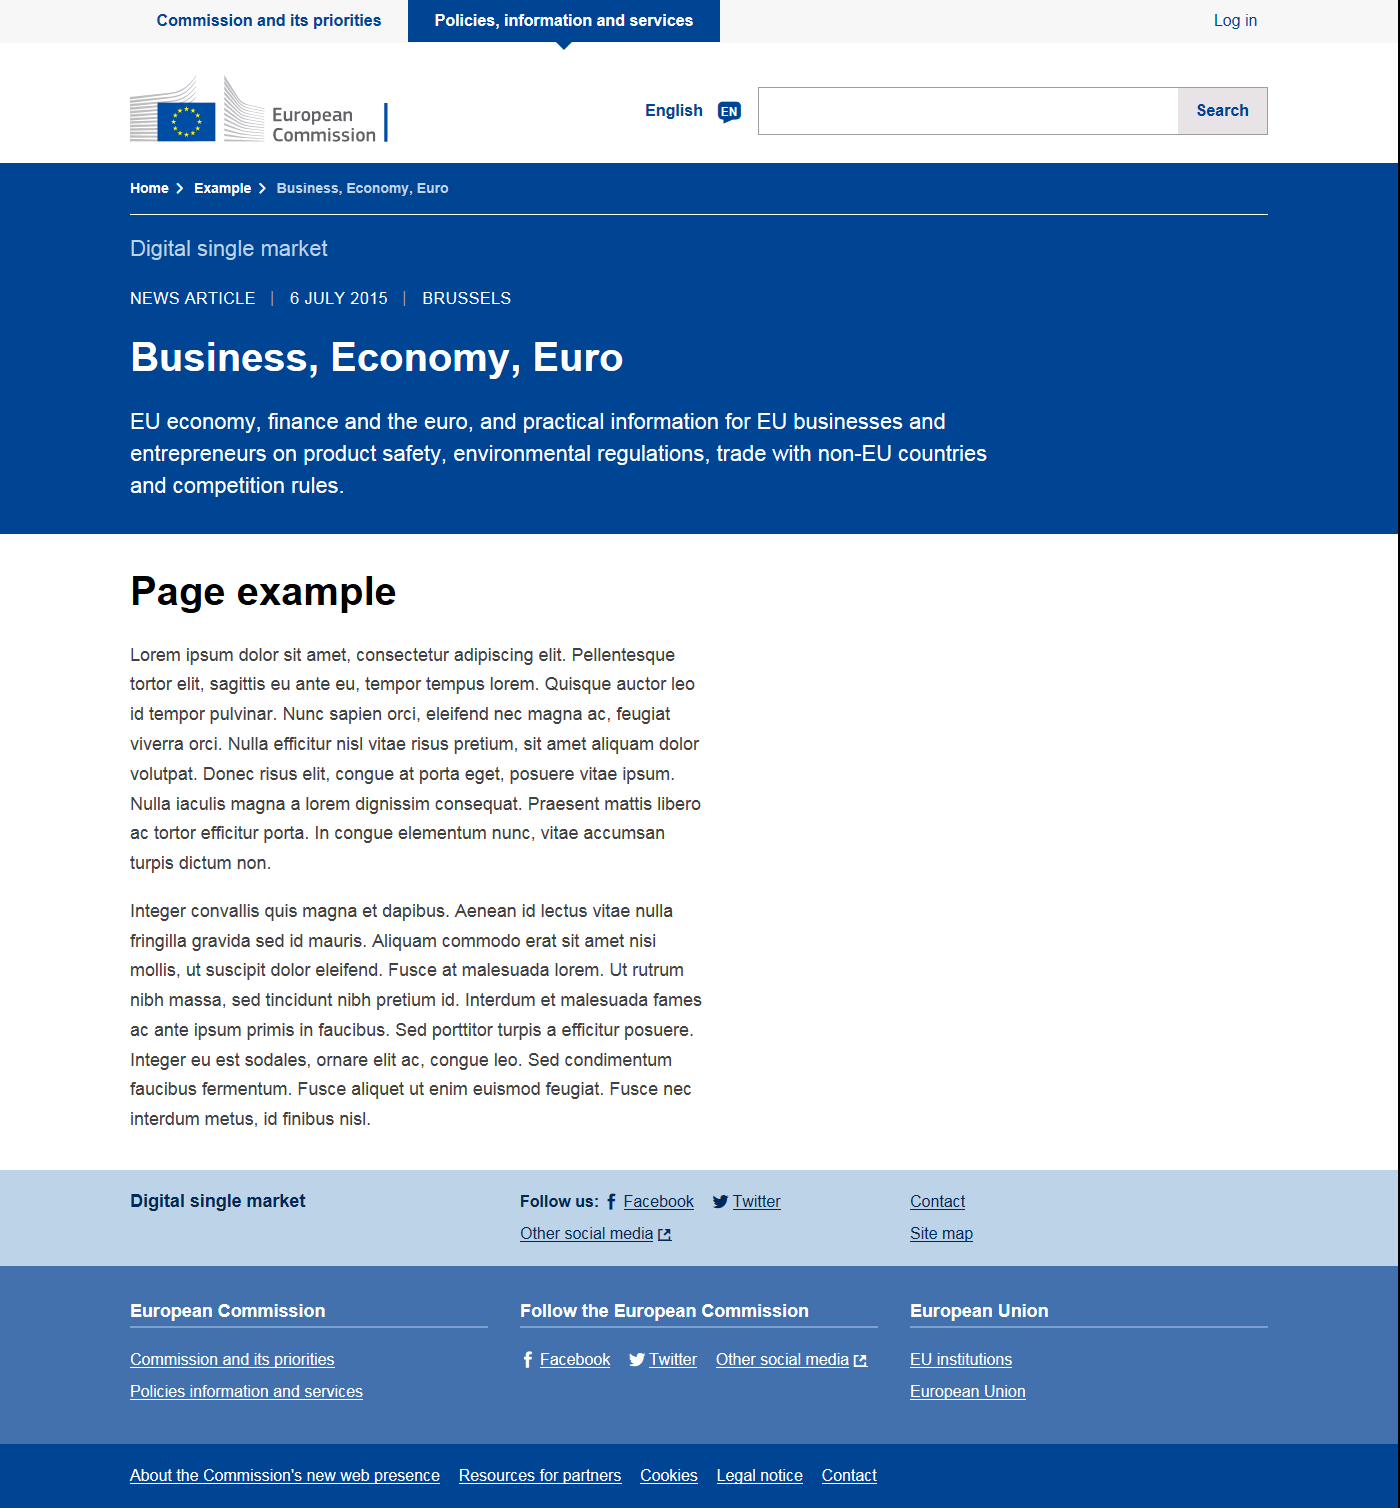 Commission and its priorities
Policies, information and services
Log in
European
Commission
English
EN
Search
Home
Example
Business, Economy, Euro
Digital single market
NEWS ARTICLE | 6 JULY 2015 | BRUSSELS
Business, Economy, Euro
EU economy, finance and the euro, and practical information for EU businesses and
entrepreneurs on product safety, environmental regulations, trade with non-EU countries
and competition rules.
Page example
Lorem ipsum dolor sit amet, consectetur adipiscing elit. Pellentesque
tortor elit, sagittis eu ante eu, tempor tempus lorem. Quisque auctor leo
id tempor pulvinar. Nunc sapien orci, eleifend nec magna ac, feugiat
viverra orci. Nulla efficitur nisl vitae risus pretium, sit amet aliquam dolor
volutpat. Donec risus elit, congue at porta eget, posuere vitae ipsum.
Nulla iaculis magna a lorem dignissim consequat. Praesent mattis libero
ac tortor efficitur porta. In congue elementum nunc, vitae accumsan
turpis dictum non.
Integer convallis quis magna et dapibus. Aenean id lectus vitae nulla
fringilla gravida sed id mauris. Aliquam commodo erat sit amet nisi
mollis, ut suscipit dolor eleifend. Fusce at malesuada lorem. Ut rutrum
nibh massa, sed tincidunt nibh pretium id. Interdum et malesuada fames
ac ante ipsum primis in faucibus. Sed porttitor turpis a efficitur posuere.
Integer eu est sodales, ornare elit ac, congue leo. Sed condimentum
faucibus fermentum. Fusce aliquet ut enim euismod feugiat. Fusce nec
interdum metus, id finibus nisl.
Digital single market
Follow us: Facebook Twitter
Other social media
Contact
Site map
European Commission
Commission and its priorities
Policies information and services
Follow the European Commission
Facebook Twitter Other social media
European Union
EU institutions
European Union
About the Commission's new web presence Resources for partners Cookies Legal notice Contact